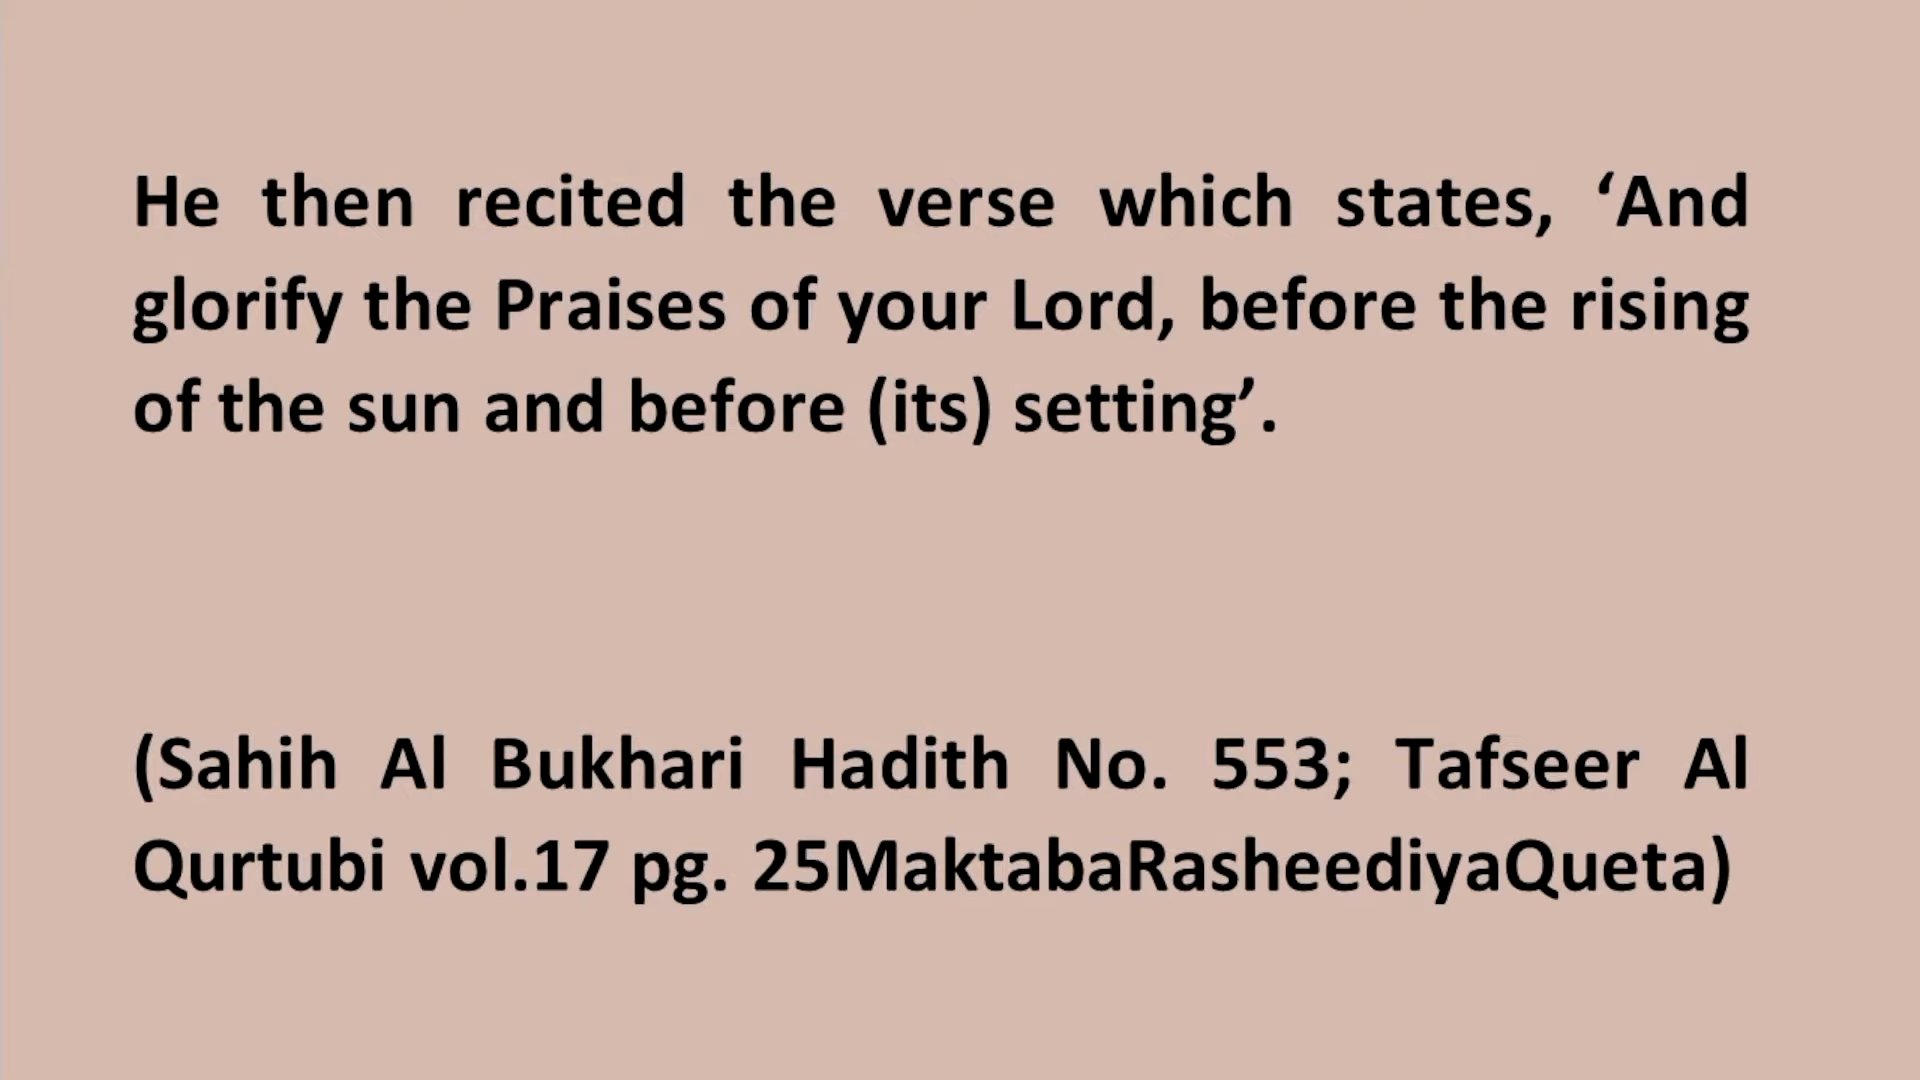 He then recited the verse which states, ‘And
glorify the Praises of your Lord, before the rising
of the sun and before (its) setting’.
(Sahih Al Bukhari Hadith No. 553; Tafseer Al
Qurtubi vol.17 pg. 25MaktabaRasheediyaQueta)